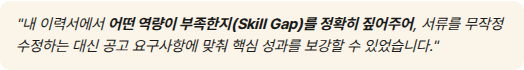 "내 이력서에서 어떤 역량이 부족한지(Skill Gap)를 정확히 짚어주어, 서류를 무작정
수정하는 대신 공고 요구사항에 맞춰 핵심 성과를 보강할 수 있었습니다."